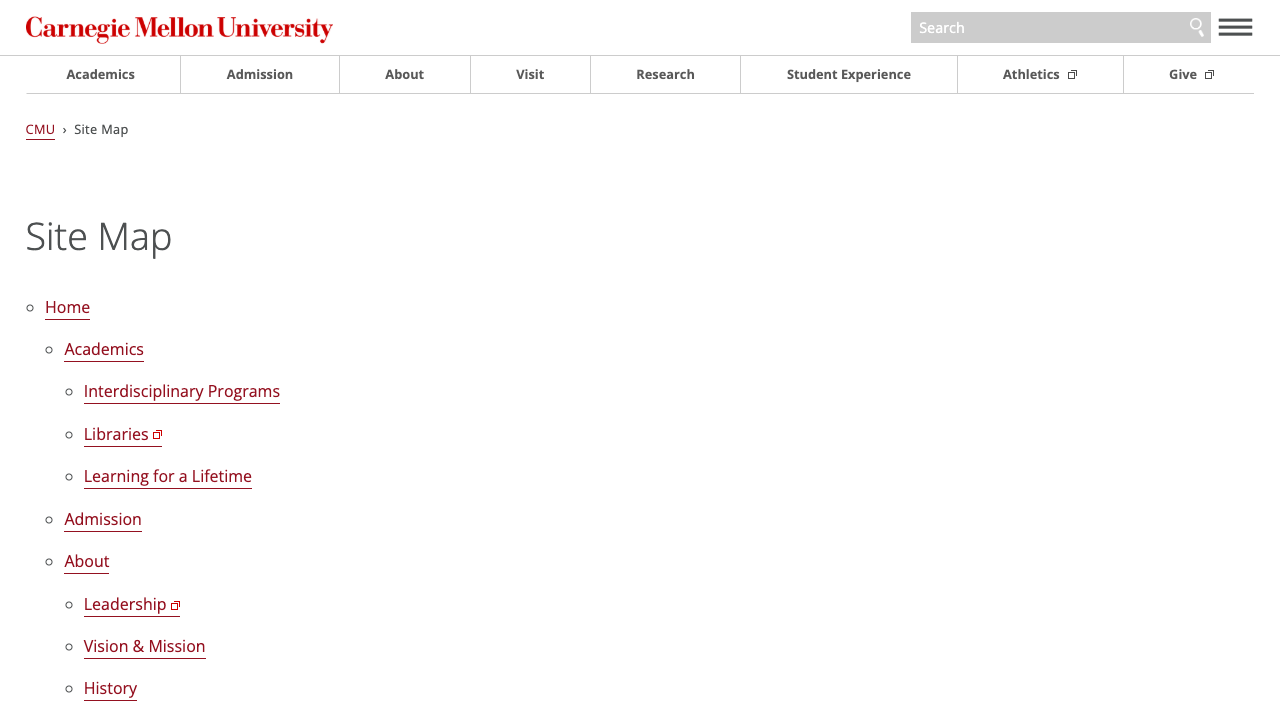 Carnegie Mellon University
Search
Academics
Admission
About
Visit
Research
Student Experience
Athletics
Give
CMU › Site Map
Site Map
Home
Academics
Interdisciplinary Programs
Libraries
Learning for a Lifetime
Admission
About
Leadership
Vision & Mission
History